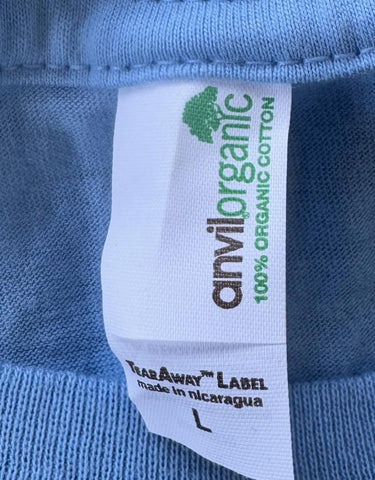 anvilorganic®
100% ORGANIC COTTON
TEARAWAY™ LABEL
made in nicaragua
L